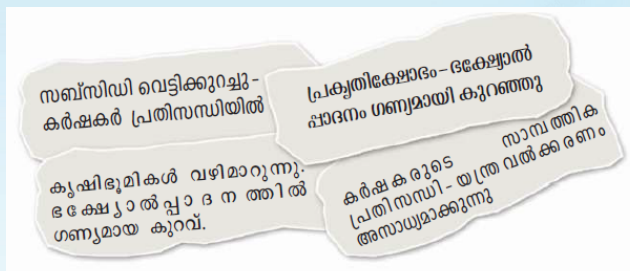 സബ്സിഡി വെട്ടിക്കുറച്ചു -
കർഷകർ പ്രതിസന്ധിയിൽ
പ്രകൃതിക്ഷോഭം - ഭക്ഷ്യോൽ
പ്പാദനം ഗണ്യമായി കുറഞ്ഞു
കൃഷിഭൂമികൾ വഴിമാറുന്നു.
ഭക്ഷ്യോൽപ്പാദനത്തിൽ
ഗണ്യമായ കുറവ്.
കർഷകരുടെ സാമ്പത്തിക
പ്രതിസന്ധി - യന്ത്രവൽക്കരണം
അസാധ്യമാക്കുന്നു